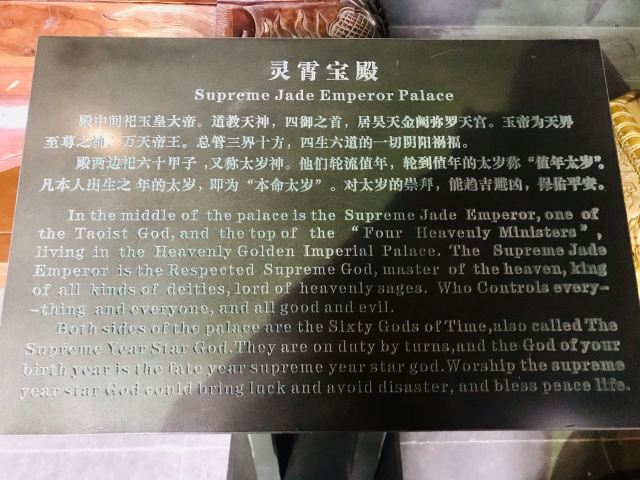 灵霄宝殿
Supreme Jade Emperor Palace
殿中间祀玉皇大帝。道教天神，四御之首，居昊天金阙弥罗天宫。玉帝为天界
至尊之神，万天帝王。总管三界十方，四生六道的一切阴阳祸福。
殿两边祀六十甲子，又称太岁神。他们轮流值年，轮到值年的太岁称“值年太岁”。
凡本人出生之 年的太岁，即为“本命太岁”。对太岁的崇拜，能趋吉避凶，保佑平安。
In the middle of the palace is the Supreme Jade Emperor, one of
the Taoist God, and the top of the “Four Heavenly Ministers”,
living in the Heavenly Golden Imperial Palace. The Supreme Jade
Emperor is the Respected Supreme God, master of the heaven, king
of all kinds of deities, lord of heavenly sages. Who Controls every-
-thing and everyone, and all good and evil.
Both sides of the palace are the Sixty Gods of Time,also called The
Supreme Year Star God.They are on duty by turns,and the God of your
birth year is the fate year supreme year star god.Worship the supreme
year star God could bring luck and avoid disaster, and bless peace life.